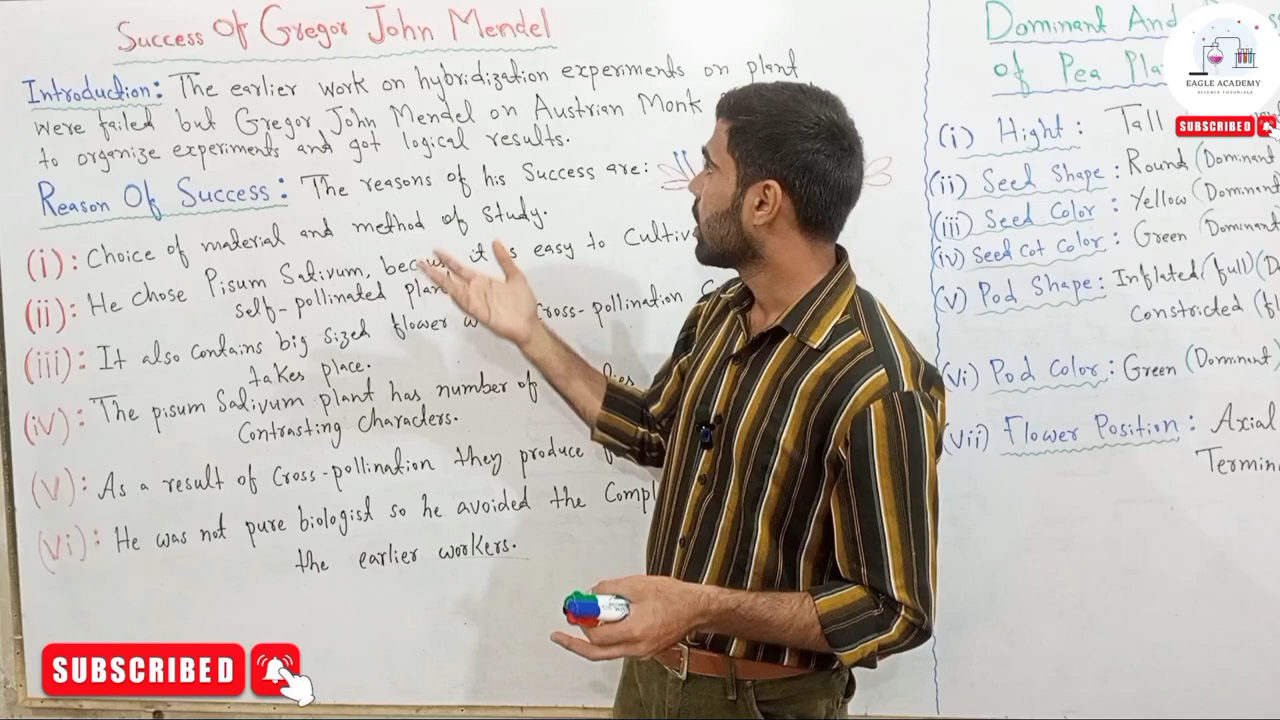 Success Of Gregor John Mendel
Introduction: The earlier work on hybridization experiments on plant
were failed but Gregor John Mendel on Austrian Monk
to organize experiments and got logical results.
Reason Of Success: The reasons of his Success are:
(i): Choice of material and method of study.
(ii): He chose Pisum Sativum, it easy to
self-pollinated
(iii): It also contains big sized flower Cross-pollination
takes place.
(iv): The pisum Sativum plant has number of
Contrasting Characters.
(v): As a result of Cross-pollination they produce
(vi): He was not pure biologist so he avoided the
the earlier workers.
Dominant And
of Pea
(i) Hight: Tall
(ii) Seed Shape: Round (Dominant
(iii) Seed Color: Yellow (Dominant
(iv) Seed Cot Color: Green (Dominant
(v) Pod Shape: Inflated (full)
constricted
(vi) Pod Color: Green (Dominant)
(vii) Flower Position: Axial
EAGLE ACADEMY
SCIENCE TUTORIALS
SUBSCRIBED
SUBSCRIBED